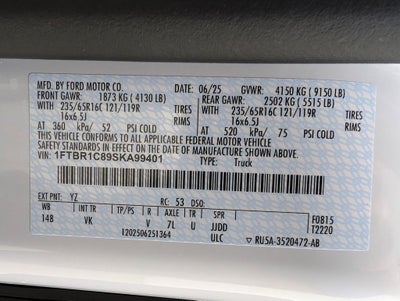 MFD. BY FORD MOTOR CO. 06/25 GVWR: 4150 KG ( 9150 LB)
FRONT GAWR: 1873 KG ( 4130 LB) REAR GAWR: 2502 KG ( 5515 LB)
WITH 235/65R16C 121/119R TIRES WITH 235/65R16C 121/119R TIRES
16x6.5J RIMS 16x6.5J RIMS
AT 360 kPa/ 52 PSI COLD AT 520 kPa/ 75 PSI COLD
THIS VEHICLE CONFORMS TO ALL APPLICABLE FEDERAL MOTOR VEHICLE
SAFETY STANDARDS IN EFFECT ON THE DATE OF MANUFACTURE SHOWN ABOVE.
VIN: 1FTBR1C89SKA99401 TYPE: Truck
EXT PNT: YZ RC: 53 DSO:
WB BRK INT TR TP/PS R AXLE TR SPR F0B15
148 VK V 7L U JJDD T2220
1202506251364 ULC RU5A-3520472-AB